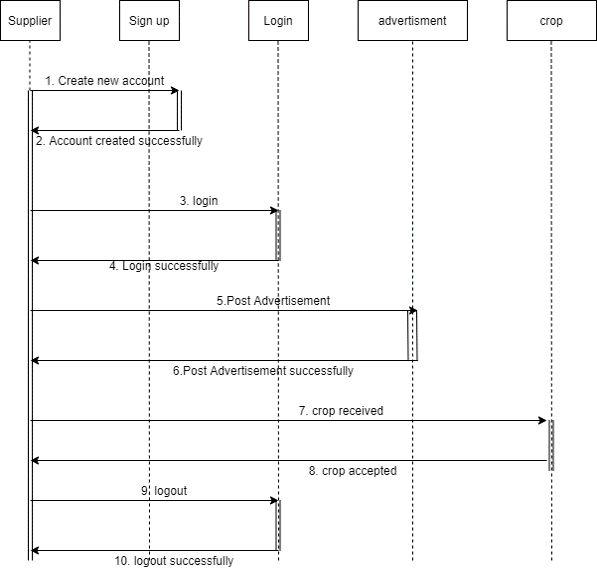 Supplier
Sign up
Login
advertisment
crop
1. Create new account
2. Account created successfully
3. login
4. Login successfully
5.Post Advertisement
6.Post Advertisement successfully
7. crop received
8. crop accepted
9. logout
10. logout successfully